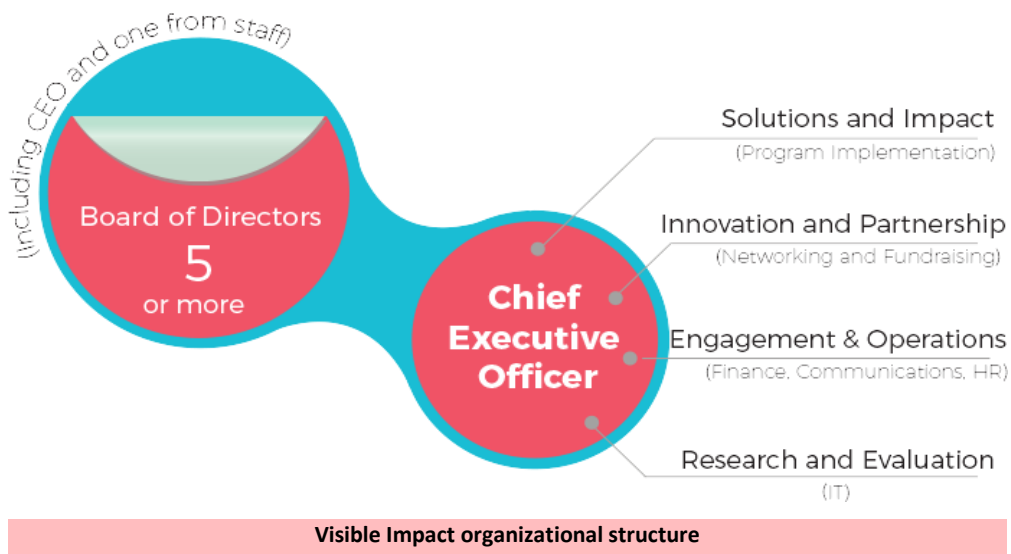 (Including CEO and one from staff)
Board of Directors
5
or more
Chief
Executive
Officer
Solutions and Impact
(Program Implementation)
Innovation and Partnership
(Networking and Fundraising)
Engagement & Operations
(Finance, Communications, HR)
Research and Evaluation
(IT)
Visible Impact organizational structure